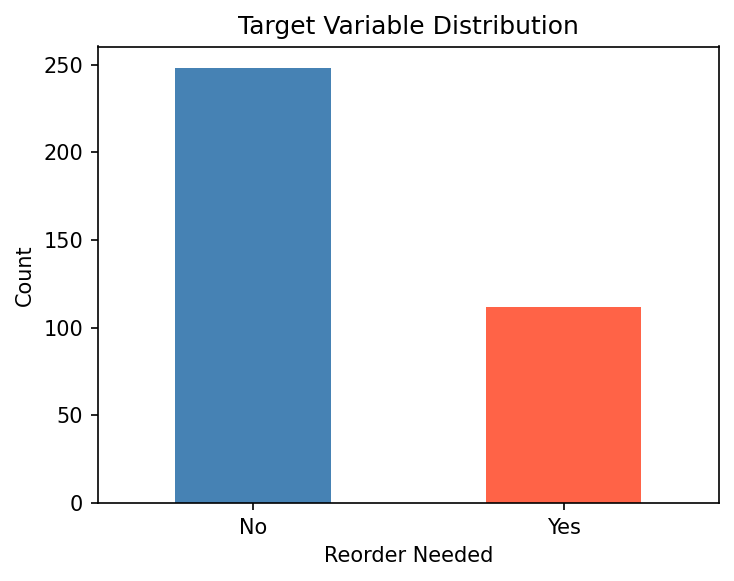 Target Variable Distribution
250
200
150
100
50
0
Count
No Yes
Reorder Needed